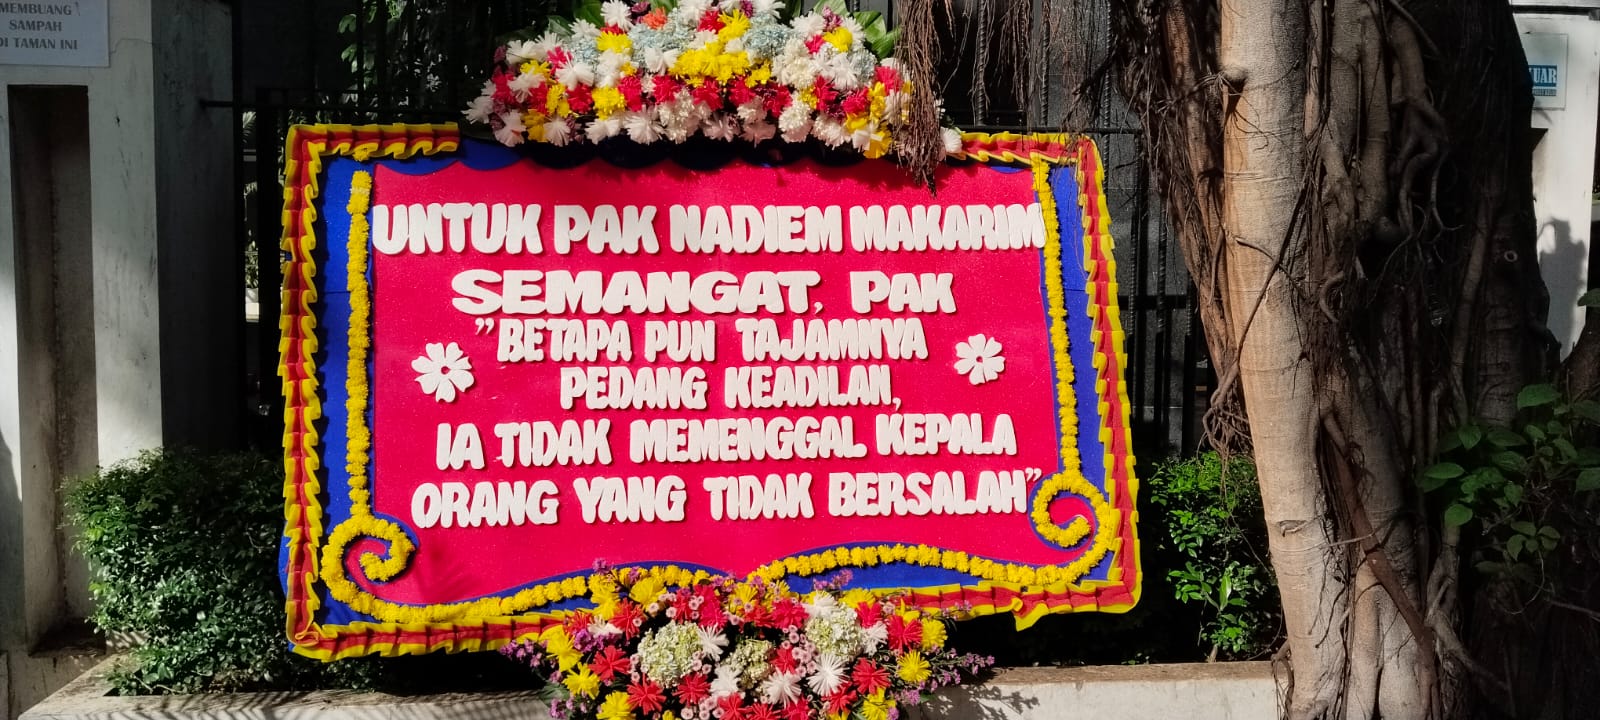 MEMBUANG
SAMPAH
DI TAMAN INI
UNTUK PAK NADIEM MAKARIM
SEMANGAT, PAK
"BETAPA PUN TAJAMNYA
PEDANG KEADILAN,
IA TIDAK MEMENGGAL KEPALA
ORANG YANG TIDAK BERSALAH"